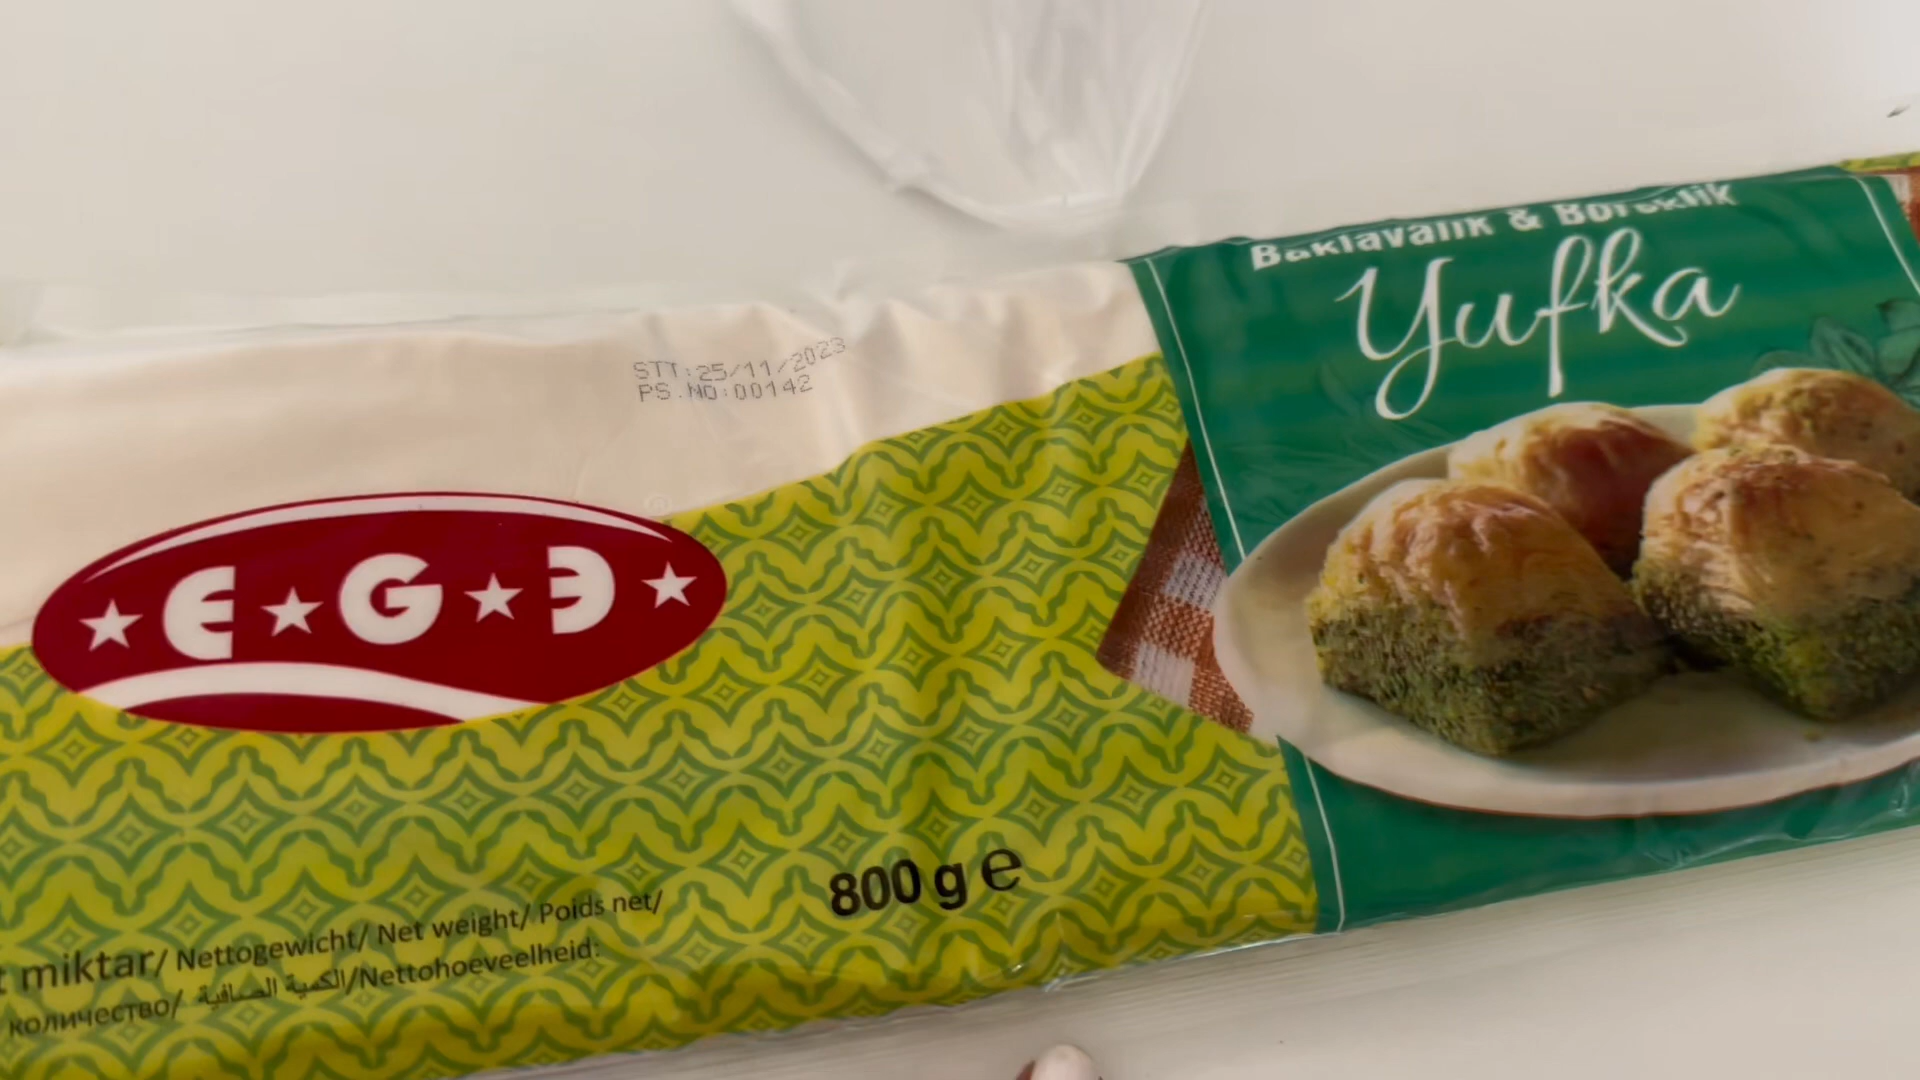 Baklavalık & Böreklik
Yufka
STT:25/11/2023
PS.NO:00142
E★G★E
800 g e
miktar/ Nettogewicht/ Net weight/ Poids net/
количество/ الكمية الصافية/Nettohoeveelheid: